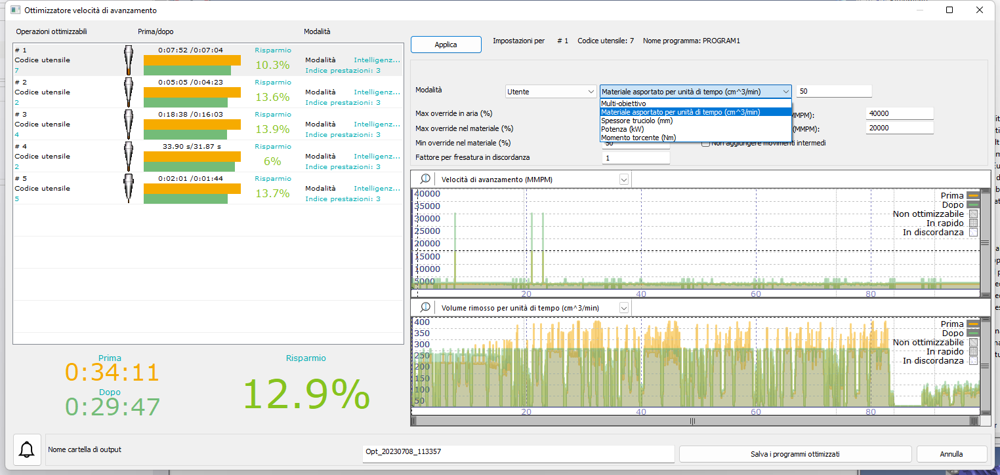 Ottimizzatore velocità di avanzamento
Operazioni ottimizzabili Prima/dopo Modalità
# 1 0:07:52 /0:07:04 Risparmio
Codice utensile 10.3% Modalità Intelligenz...
7 Indice prestazioni: 3
# 2 0:05:05 /0:04:23 Risparmio
Codice utensile 13.6% Modalità Intelligenz...
2 Indice prestazioni: 3
# 3 0:18:38 /0:16:03 Risparmio
Codice utensile 13.9% Modalità Intelligenz...
4 Indice prestazioni: 3
# 4 33.90 s/31.87 s Risparmio
Codice utensile 6% Modalità Intelligenz...
2 Indice prestazioni: 3
# 5 0:02:01 /0:01:44 Risparmio
Codice utensile 13.7% Modalità Intelligenz...
5 Indice prestazioni: 3
Prima
0:34:11
Dopo
0:29:47
Risparmio
12.9%
Applica Impostazioni per # 1 Codice utensile: 7 Nome programma: PROGRAM1
Modalità Utente Materiale asportato per unità di tempo (cm^3/min) 50
Multi-obiettivo
Materiale asportato per unità di tempo (cm^3/min)
Spessore truciolo (mm)
Potenza (kW)
Momento torcente (Nm)
Max override in aria (%) (MMPM): 40000
Max override nel materiale (%) (MMPM): 20000
Min override nel materiale (%) 50 Non aggiungere movimenti intermedi
Fattore per fresatura in discordanza 1
Velocità di avanzamento (MMPM)
40000
35000
30000
25000
20000
15000
10000
5000
20 40 60 80
Prima
Dopo
Non ottimizzabile
In rapido
In discordanza
Volume rimosso per unità di tempo (cm^3/min)
400
350
300
250
200
150
100
50
20 40 60 80
Prima
Dopo
Non ottimizzabile
In rapido
In discordanza
Nome cartella di output Opt_20230708_113357 Salva i programmi ottimizzati Annulla